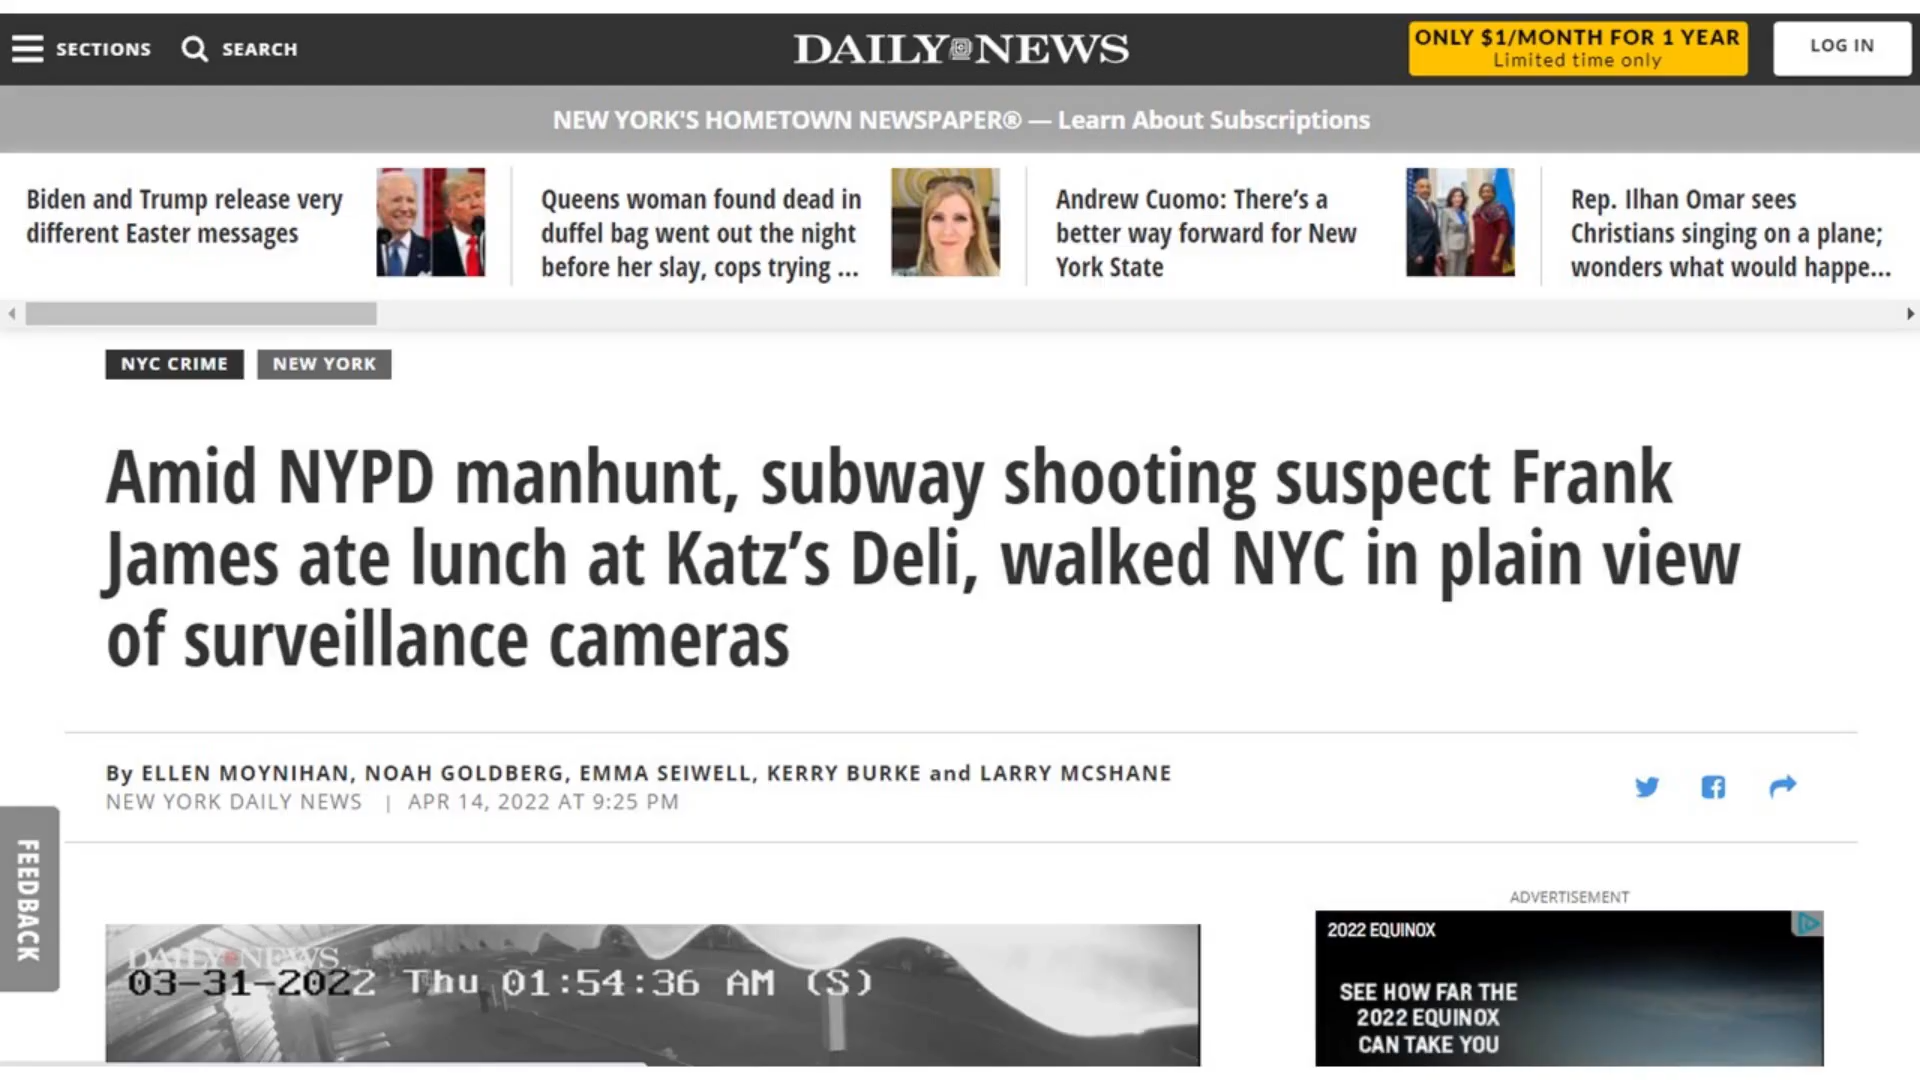 SECTIONS
SEARCH
DAILY NEWS
ONLY $1/MONTH FOR 1 YEAR
Limited time only
LOG IN
NEW YORK'S HOMETOWN NEWSPAPER® — Learn About Subscriptions
Biden and Trump release very
different Easter messages
Queens woman found dead in
duffel bag went out the night
before her slay, cops trying ...
Andrew Cuomo: There’s a
better way forward for New
York State
Rep. Ilhan Omar sees
Christians singing on a plane;
wonders what would happe...
NYC CRIME
NEW YORK
Amid NYPD manhunt, subway shooting suspect Frank
James ate lunch at Katz’s Deli, walked NYC in plain view
of surveillance cameras
By ELLEN MOYNIHAN, NOAH GOLDBERG, EMMA SEIWELL, KERRY BURKE and LARRY MCSHANE
NEW YORK DAILY NEWS | APR 14, 2022 AT 9:25 PM
FEEDBACK
DAILY NEWS
03-31-2022 Thu 01:54:36 AM (S)
ADVERTISEMENT
2022 EQUINOX
SEE HOW FAR THE
2022 EQUINOX
CAN TAKE YOU